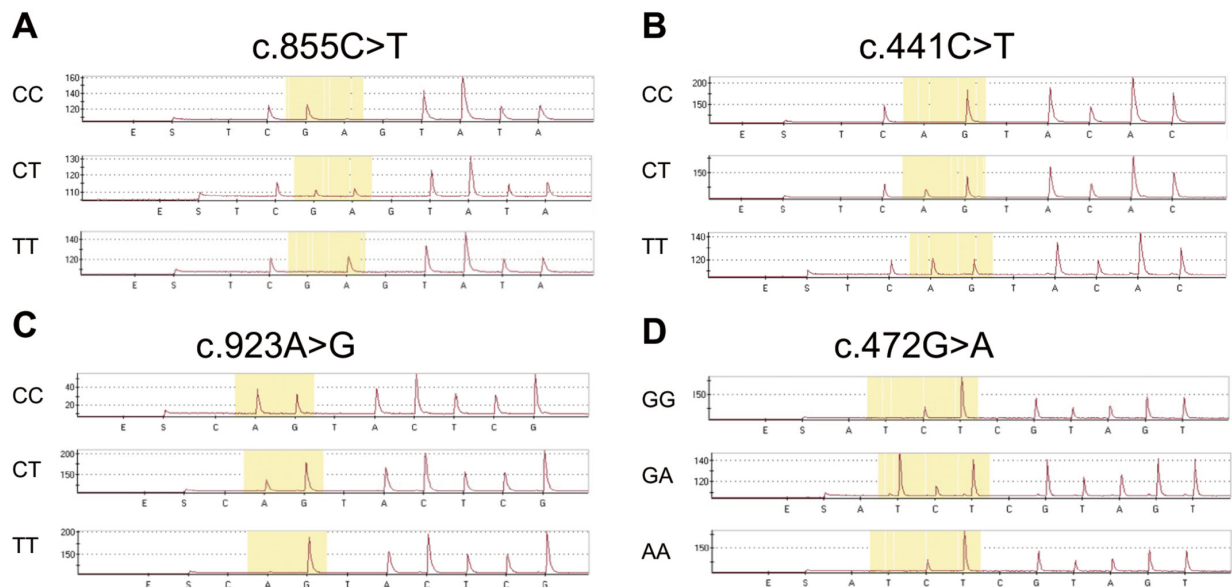 A
c.855C>T
CC
160
140
120
E S T C G A G T A T A
CT
130
120
110
E S T C G A G T A T A
TT
140
120
E S T C G A G T A T A
B
c.441C>T
CC
200
150
E S T C A G T A C A C
CT
150
E S T C A G T A C A C
TT
140
120
E S T C A G T A C A C
C
c.923A>G
CC
40
20
E S C A G T A C T C G
CT
200
150
E S C A G T A C T C G
TT
200
150
E S C A G T A C T C G
D
c.472G>A
GG
150
E S A T C T C G T A G T
GA
140
120
E S A T C T C G T A G T
AA
150
E S A T C T C G T A G T